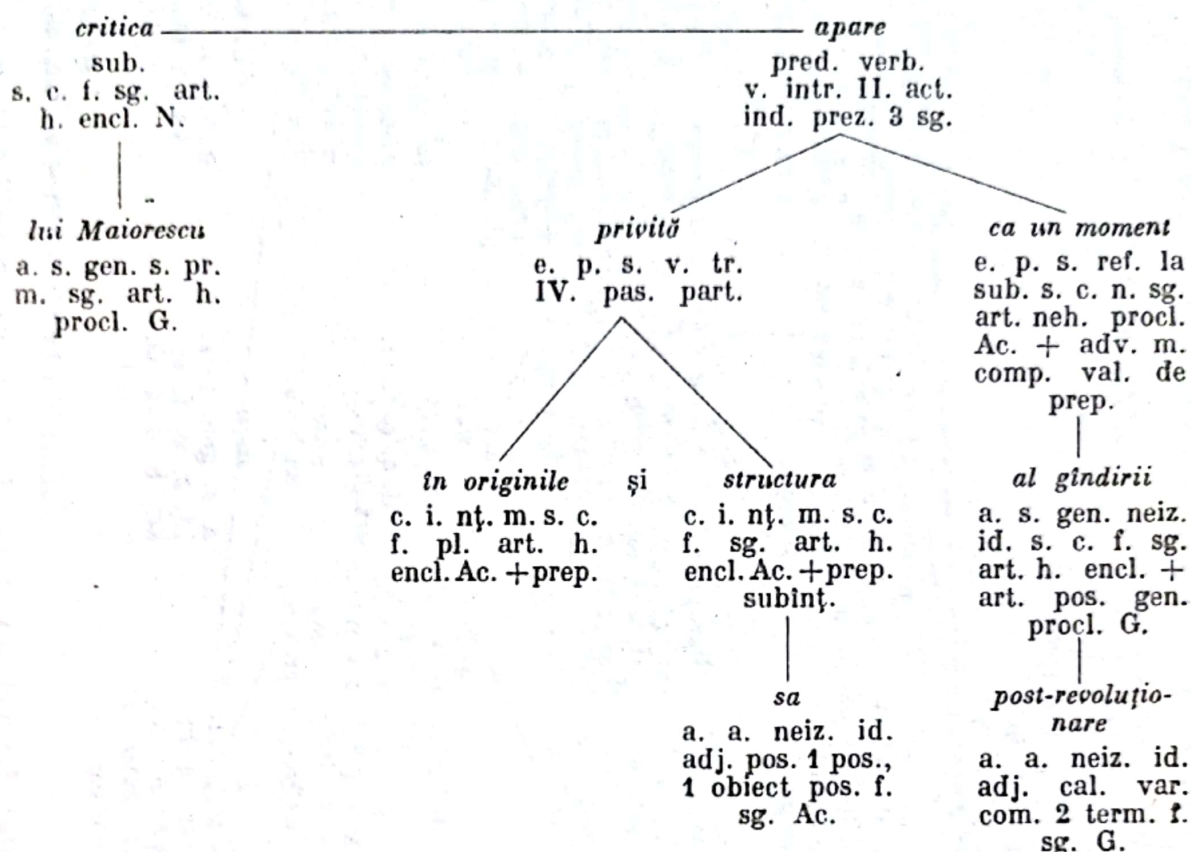 critica apare
sub.
s. c. f. sg. art.
h. encl. N.
pred. verb.
v. intr. II. act.
ind. prez. 3 sg.
lui Maiorescu
a. s. gen. s. pr.
m. sg. art. h.
procl. G.
privită
e. p. s. v. tr.
IV. pas. part.
ca un moment
e. p. s. ref. la
sub. s. c. n. sg.
art. neh. procl.
Ac. + adv. m.
comp. val. de
prep.
în originile și structura
c. i. nţ. m. s. c.
f. pl. art. h.
encl. Ac. +prep.
c. i. nţ. m. s. c.
f. sg. art. h.
encl. Ac. +prep.
subînţ.
al gîndirii
a. s. gen. neiz.
id. s. c. f. sg.
art. h. encl. +
art. pos. gen.
procl. G.
sa
a. a. neiz. id.
adj. pos. 1 pos.,
1 obiect pos. f.
sg. Ac.
post-revoluţio-
nare
a. a. neiz. id.
adj. cal. var.
com. 2 term. f.
sg. G.